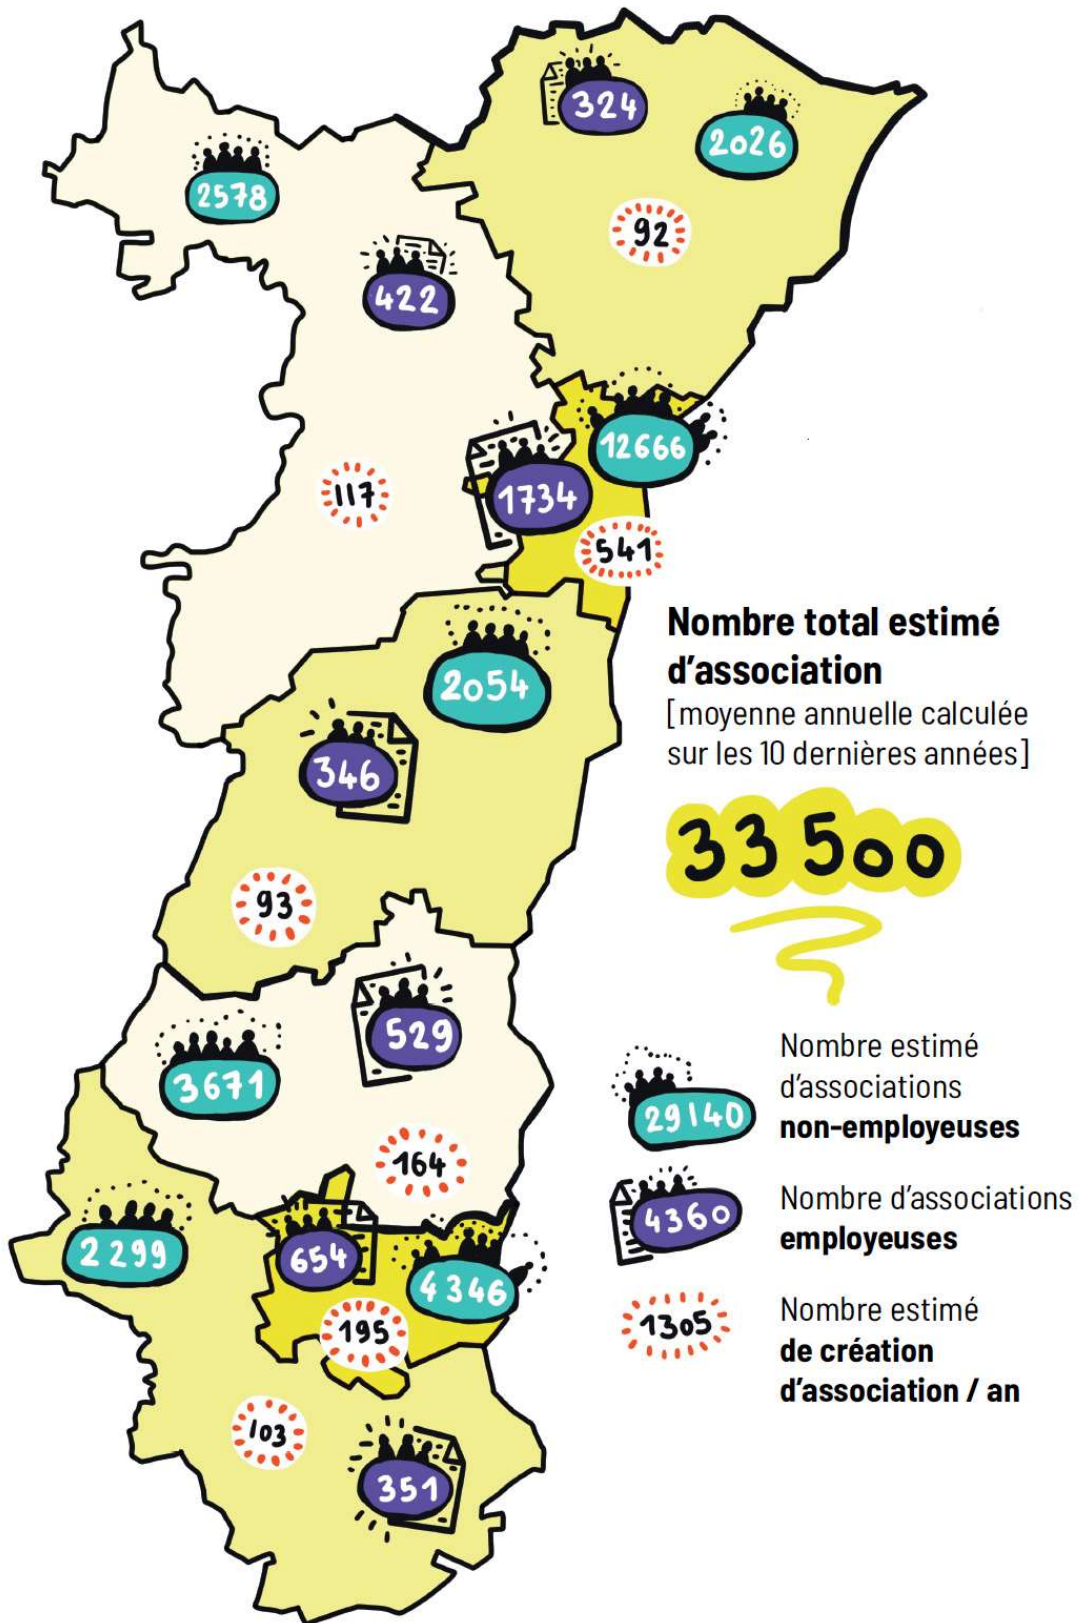 324
2026
2578
92
422
12666
1734
117
541
Nombre total estimé
d'association
[moyenne annuelle calculée
sur les 10 dernières années]
33 500
2054
346
93
529
3671
164
Nombre estimé
d'associations
non-employeuses
29140
Nombre d'associations
employeuses
4360
Nombre estimé
de création
d'association / an
1305
2299
654
4346
195
103
351